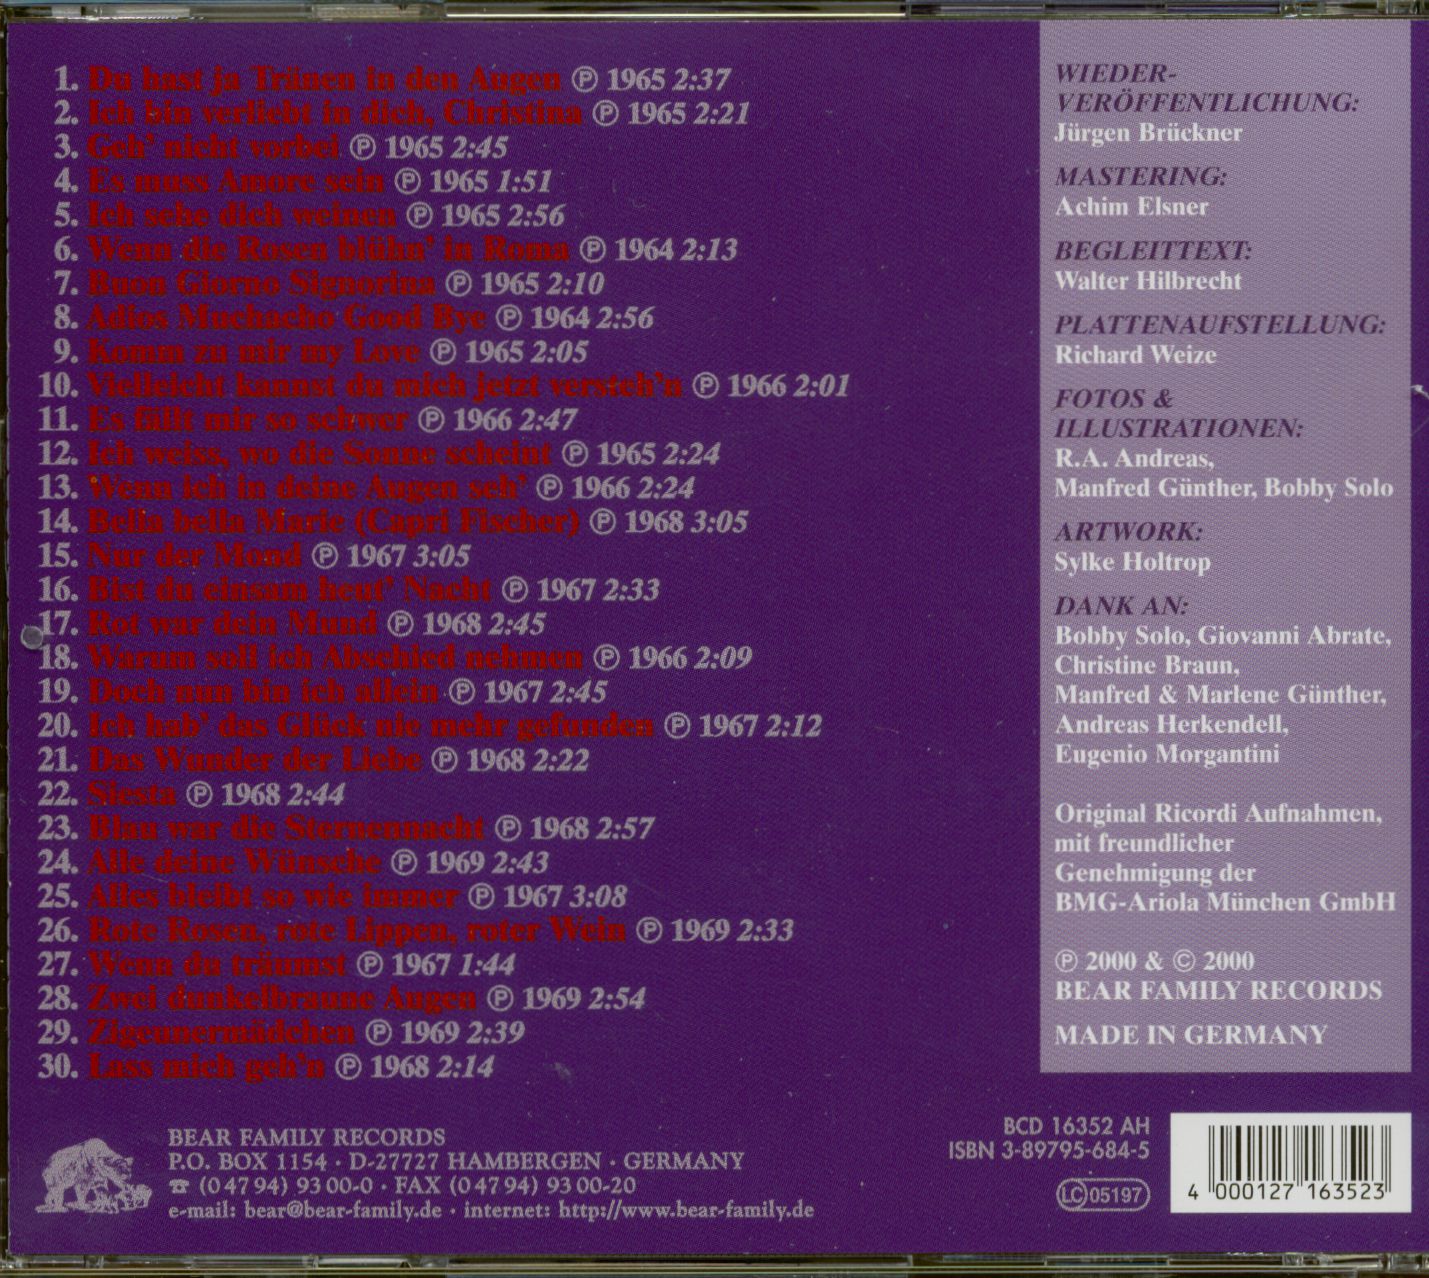 1. Du hast ja Tränen in den Augen Ⓟ 1965 2:37
2. Ich bin verliebt in dich, Christina Ⓟ 1965 2:21
3. Geh' nicht vorbei Ⓟ 1965 2:45
4. Es muss Amore sein Ⓟ 1965 1:51
5. Ich sehe dich weinen Ⓟ 1965 2:56
6. Wenn die Rosen blühn' in Roma Ⓟ 1964 2:13
7. Buon Giorno Signorina Ⓟ 1965 2:10
8. Adios Muchacho Good Bye Ⓟ 1964 2:56
9. Komm zu mir my Love Ⓟ 1965 2:05
10. Vielleicht kannst du mich jetzt versteh'n Ⓟ 1966 2:01
11. Es fällt mir so schwer Ⓟ 1966 2:47
12. Ich weiss, wo die Sonne scheint Ⓟ 1965 2:24
13. Wenn ich in deine Augen seh' Ⓟ 1966 2:24
14. Bella bella Marie (Capri Fischer) Ⓟ 1968 3:05
15. Nur der Mond Ⓟ 1967 3:05
16. Bist du einsam heut' Nacht Ⓟ 1967 2:33
17. Rot war dein Mund Ⓟ 1968 2:45
18. Warum soll ich Abschied nehmen Ⓟ 1966 2:09
19. Doch nun bin ich allein Ⓟ 1967 2:45
20. Ich hab' das Glück nie mehr gefunden Ⓟ 1967 2:12
21. Das Wunder der Liebe Ⓟ 1968 2:22
22. Siesta Ⓟ 1968 2:44
23. Blau war die Sternennacht Ⓟ 1968 2:57
24. Alle deine Wünsche Ⓟ 1969 2:43
25. Alles bleibt so wie immer Ⓟ 1967 3:08
26. Rote Rosen, rote Lippen, roter Wein Ⓟ 1969 2:33
27. Wenn du träumst Ⓟ 1967 1:44
28. Zwei dunkelbraune Augen Ⓟ 1969 2:54
29. Zigeunermädchen Ⓟ 1969 2:39
30. Lass mich geh'n Ⓟ 1968 2:14
WIEDER-
VERÖFFENTLICHUNG:
Jürgen Brückner
MASTERING:
Achim Elsner
BEGLEITTEXT:
Walter Hilbrecht
PLATTENAUFSTELLUNG:
Richard Weize
FOTOS &
ILLUSTRATIONEN:
R.A. Andreas,
Manfred Günther, Bobby Solo
ARTWORK:
Sylke Holtrop
DANK AN:
Bobby Solo, Giovanni Abrate,
Christine Braun,
Manfred & Marlene Günther,
Andreas Herkendell,
Eugenio Morgantini
Original Ricordi Aufnahmen,
mit freundlicher
Genehmigung der
BMG-Ariola München GmbH
Ⓟ 2000 & © 2000
BEAR FAMILY RECORDS
MADE IN GERMANY
BEAR FAMILY RECORDS
P.O. BOX 1154 · D-27727 HAMBERGEN · GERMANY
☎ (0 47 94) 93 00-0 · FAX (0 47 94) 93 00-20
e-mail: bear@bear-family.de · internet: http://www.bear-family.de
BCD 16352 AH
ISBN 3-89795-684-5
LC 05197
4 000127 163523